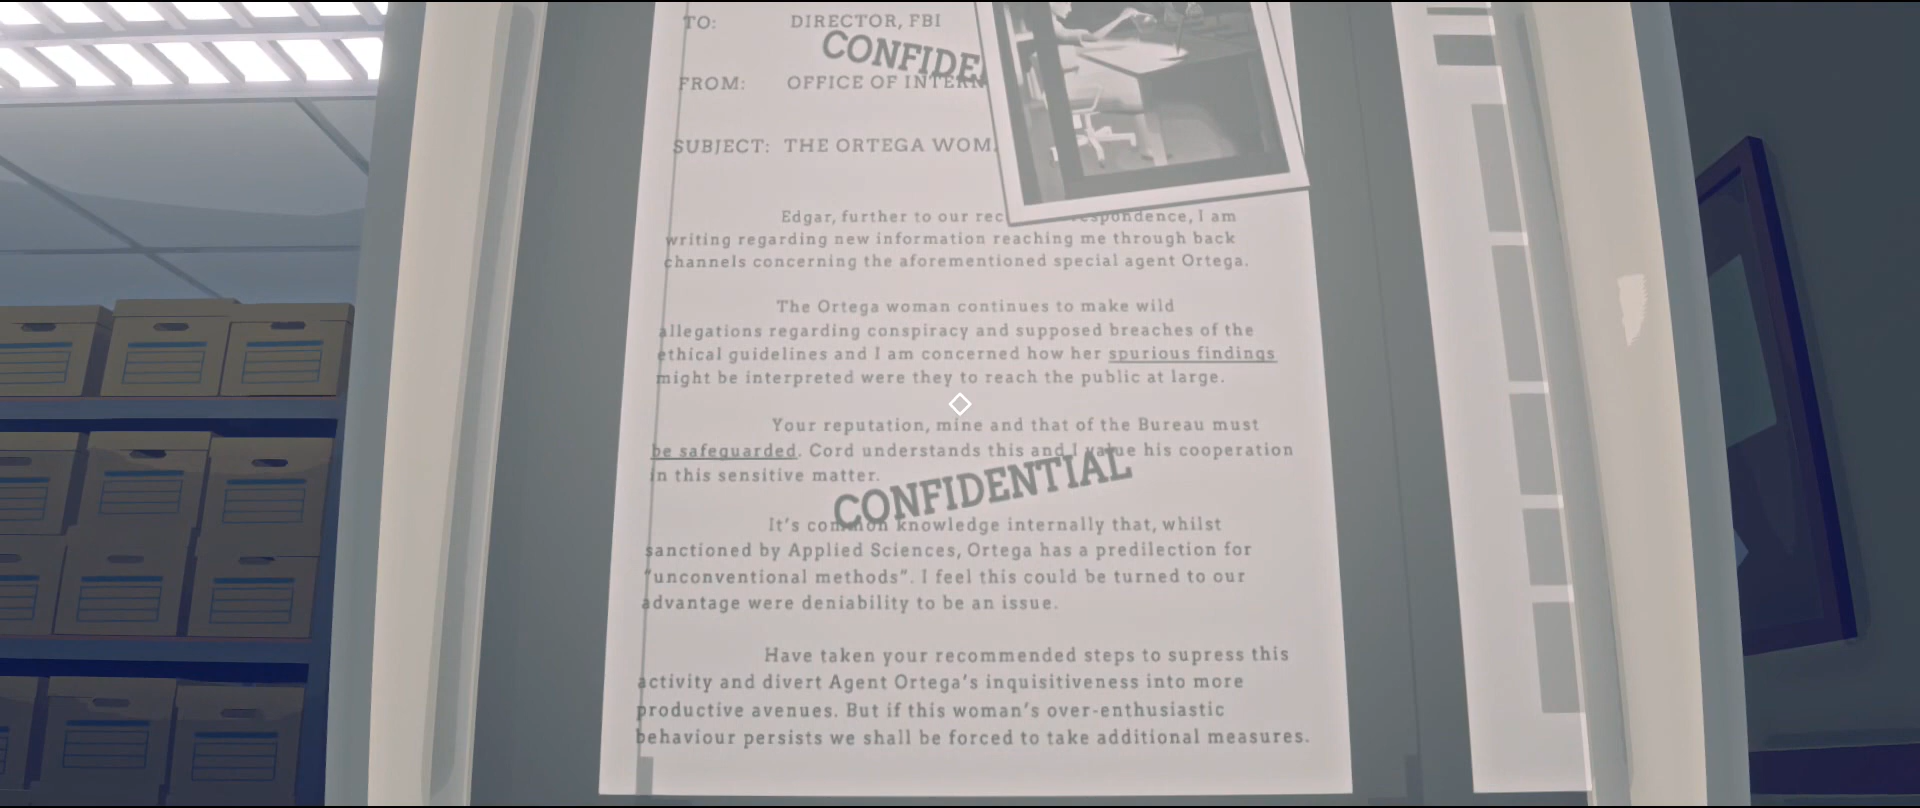 TO: DIRECTOR, FBI
CONFIDE
FROM: OFFICE OF INTERN
SUBJECT: THE ORTEGA WOM
Edgar, further to our rec spondence, I am
writing regarding new information reaching me through back
channels concerning the aforementioned special agent Ortega.
The Ortega woman continues to make wild
allegations regarding conspiracy and supposed breaches of the
ethical guidelines and I am concerned how her spurious findings
might be interpreted were they to reach the public at large.
Your reputation, mine and that of the Bureau must
be safeguarded. Cord understands this and I value his cooperation
in this sensitive matter.
CONFIDENTIAL
It's common knowledge internally that, whilst
sanctioned by Applied Sciences, Ortega has a predilection for
"unconventional methods". I feel this could be turned to our
advantage were deniability to be an issue.
Have taken your recommended steps to supress this
activity and divert Agent Ortega's inquisitiveness into more
productive avenues. But if this woman's over-enthusiastic
behaviour persists we shall be forced to take additional measures.